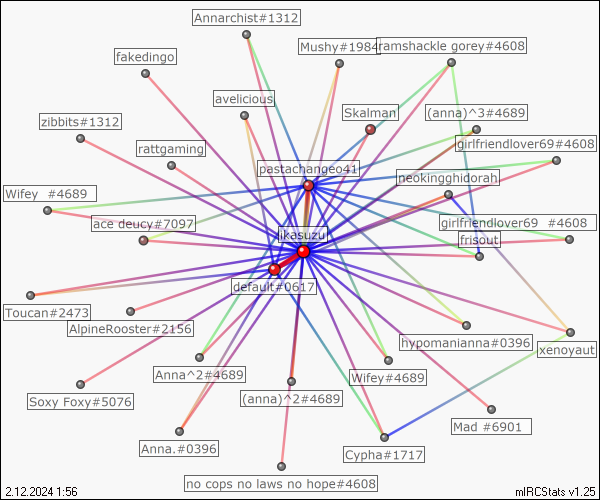 Annarchist#1312
Mushy#1984
ramshackle gorey#4608
fakedingo
avelicious
Skalman
(anna)^3#4689
zibbits#1312
rattgaming
girlfriendlover69#4608
pastachangeo41
neokingghidorah
Wifey  #4689
ace deucy#7097
girlfriendlover69  #4608
ikasuzu
frisout
default#0617
Toucan#2473
AlpineRooster#2156
hypomanianna#0396
xenoyaut
Anna^2#4689
Wifey#4689
Soxy Foxy#5076
(anna)^2#4689
Mad #6901
Anna.#0396
Cypha#1717
no cops no laws no hope#4608
2.12.2024 1:56
mIRCStats v1.25